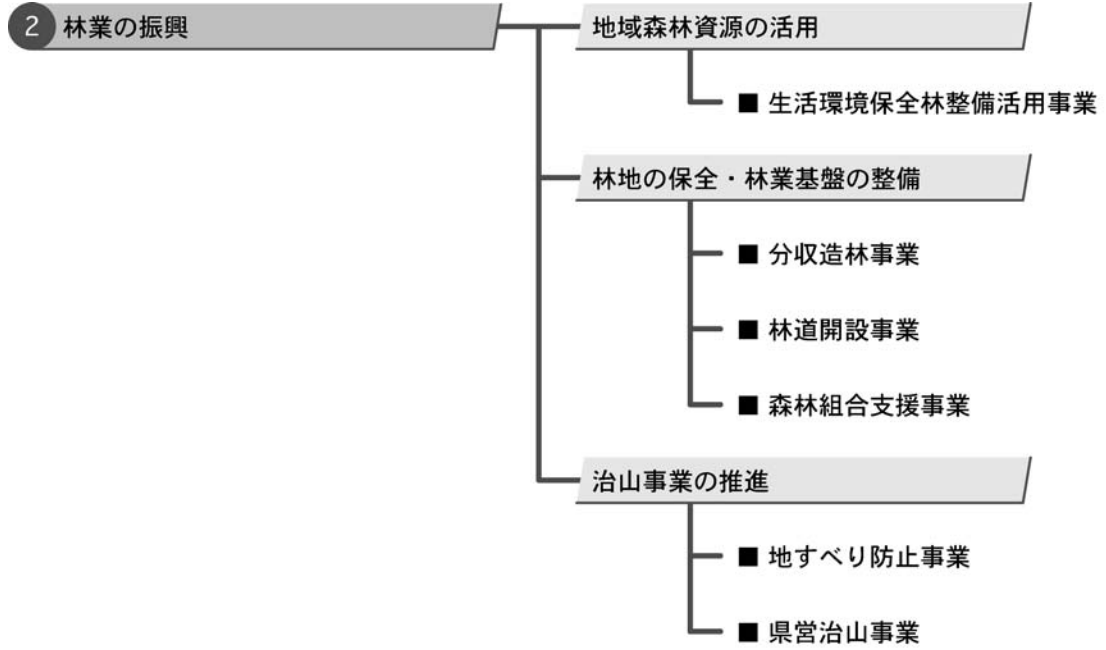 2 林業の振興
地域森林資源の活用
■ 生活環境保全林整備活用事業
林地の保全・林業基盤の整備
■ 分収造林事業
■ 林道開設事業
■ 森林組合支援事業
治山事業の推進
■ 地すべり防止事業
■ 県営治山事業